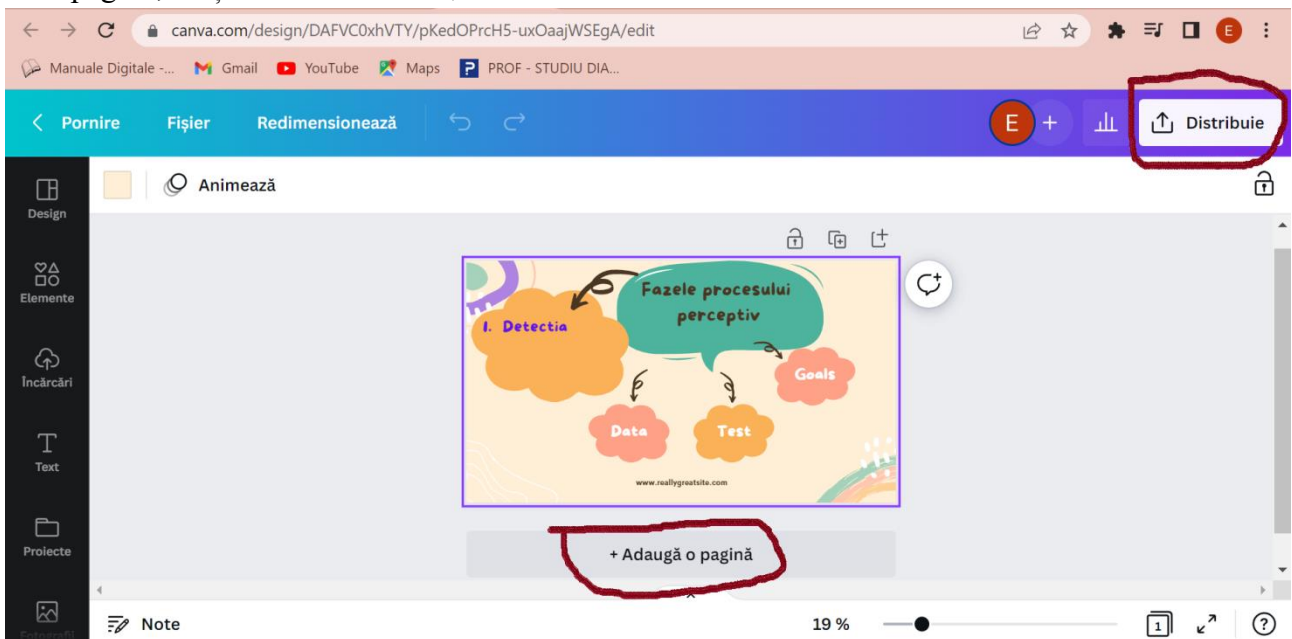 canva.com/design/DAFVC0xhVTY/pKedOPrcH5-uxOaajWSEgA/edit
E
Manuale Digitale -... Gmail YouTube Maps PROF - STUDIU DIA...
Pornire Fișier Redimensionează E + Distribuie
Design
Animează
Elemente
Încărcări
Text
Proiecte
Fotografii
Fazele procesului
perceptiv
1. Detectia
Goals
Data
Test
www.reallygreatsite.com
+ Adaugă o pagină
Note
19 %
1
?